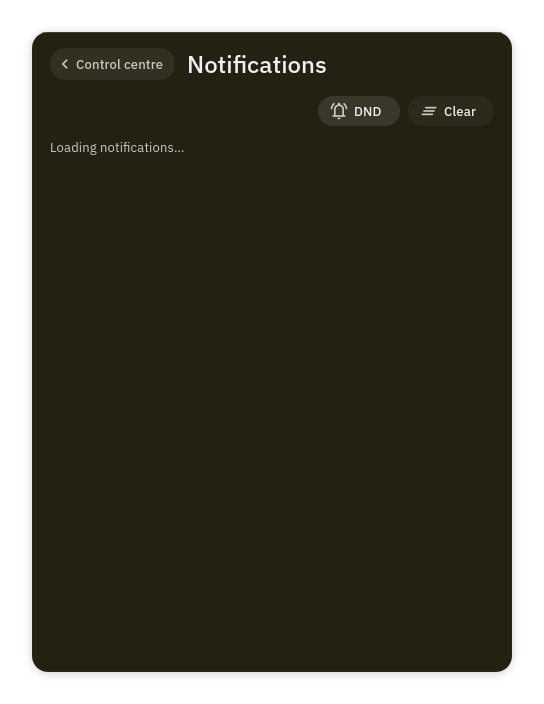 Control centre
Notifications
DND
Clear
Loading notifications...